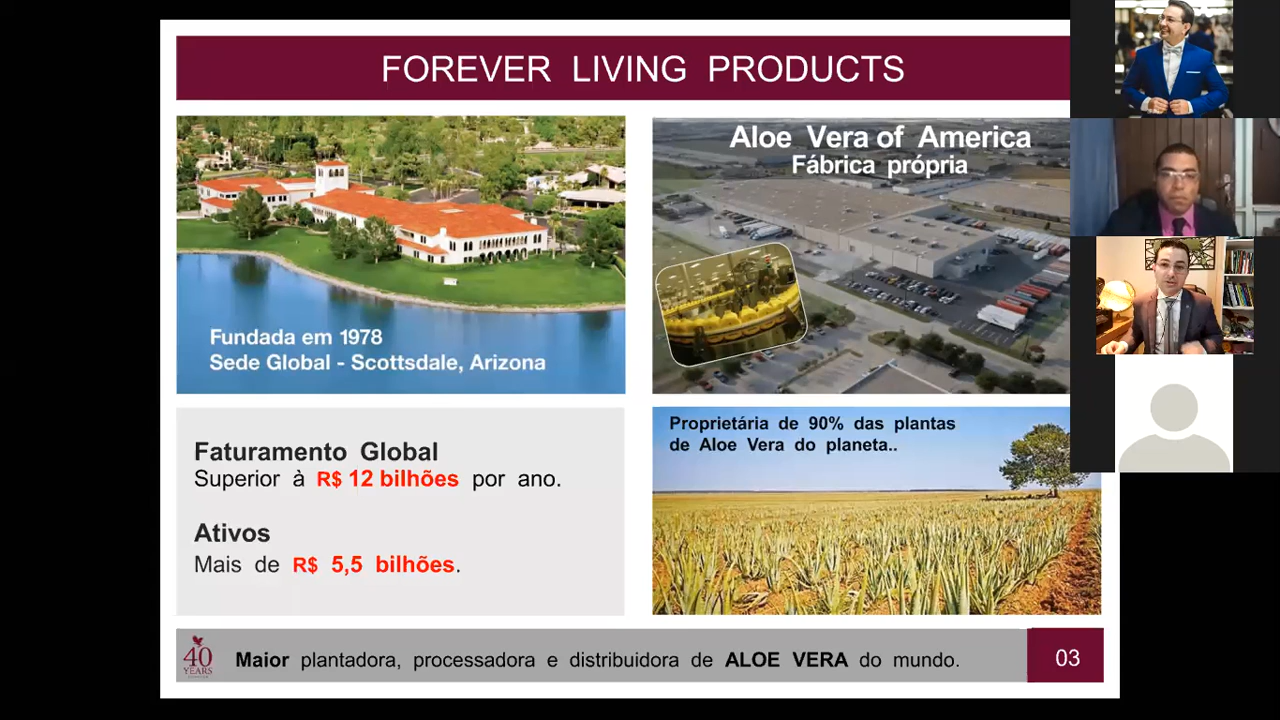 FOREVER LIVING PRODUCTS
Fundada em 1978
Sede Global - Scottsdale, Arizona
Aloe Vera of America
Fábrica própria
Faturamento Global
Superior à R$ 12 bilhões por ano.
Ativos
Mais de R$ 5,5 bilhões.
Proprietária de 90% das plantas
de Aloe Vera do planeta..
40
YEARS
Maior plantadora, processadora e distribuidora de ALOE VERA do mundo.
03